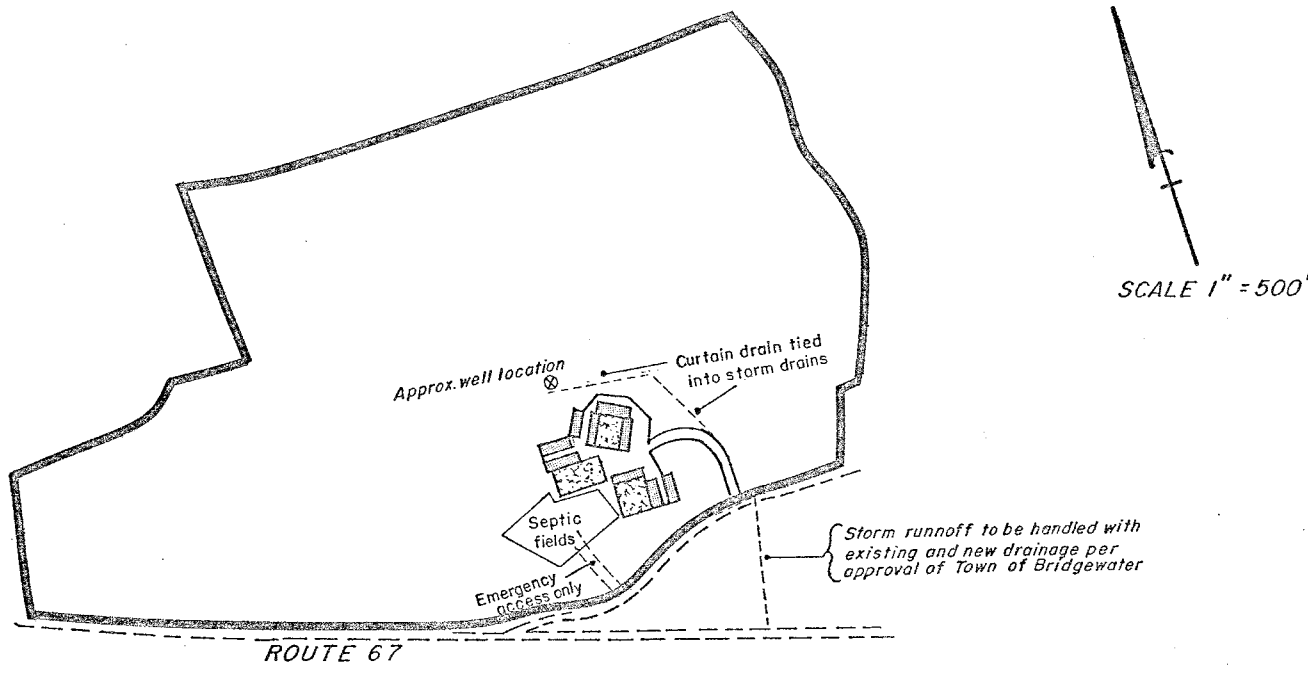 SCALE 1" = 500'
Approx. well location
Curtain drain tied
into storm drains
Septic
fields
Storm runnoff to be handled with
existing and new drainage per
approval of Town of Bridgewater
Emergency
access only
ROUTE 67